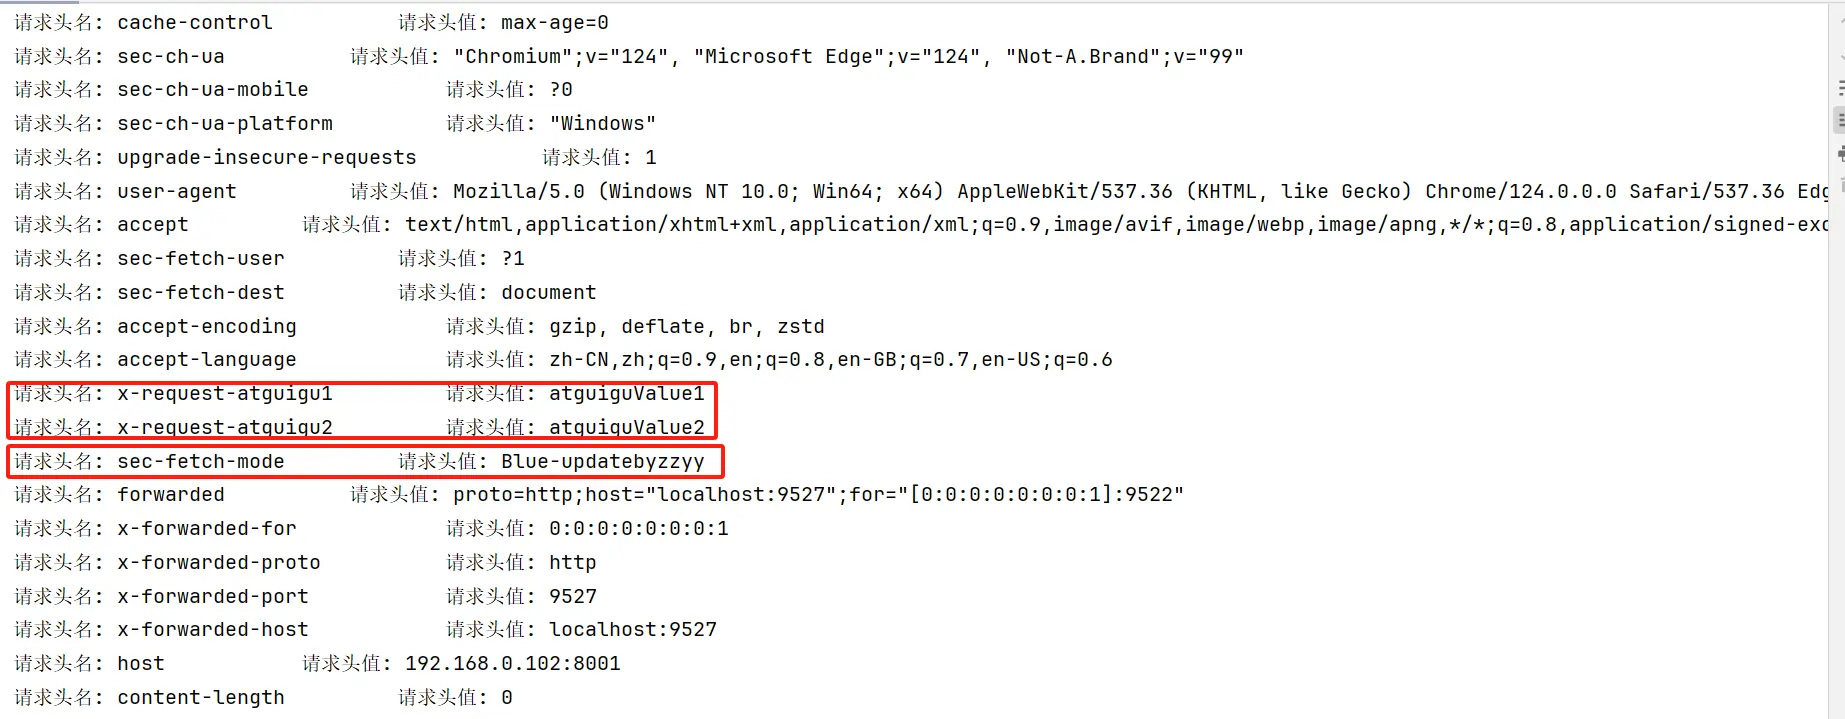 请求头名: cache-control 请求头值: max-age=0
请求头名: sec-ch-ua 请求头值: "Chromium";v="124", "Microsoft Edge";v="124", "Not-A.Brand";v="99"
请求头名: sec-ch-ua-mobile 请求头值: ?0
请求头名: sec-ch-ua-platform 请求头值: "Windows"
请求头名: upgrade-insecure-requests 请求头值: 1
请求头名: user-agent 请求头值: Mozilla/5.0 (Windows NT 10.0; Win64; x64) AppleWebKit/537.36 (KHTML, like Gecko) Chrome/124.0.0.0 Safari/537.36 Edg
请求头名: accept 请求头值: text/html,application/xhtml+xml,application/xml;q=0.9,image/avif,image/webp,image/apng,*/*;q=0.8,application/signed-exc
请求头名: sec-fetch-user 请求头值: ?1
请求头名: sec-fetch-dest 请求头值: document
请求头名: accept-encoding 请求头值: gzip, deflate, br, zstd
请求头名: accept-language 请求头值: zh-CN,zh;q=0.9,en;q=0.8,en-GB;q=0.7,en-US;q=0.6
请求头名: x-request-atguigu1 请求头值: atguiguValue1
请求头名: x-request-atguigu2 请求头值: atguiguValue2
请求头名: sec-fetch-mode 请求头值: Blue-updatebyzzyy
请求头名: forwarded 请求头值: proto=http;host="localhost:9527";for="[0:0:0:0:0:0:0:1]:9522"
请求头名: x-forwarded-for 请求头值: 0:0:0:0:0:0:0:1
请求头名: x-forwarded-proto 请求头值: http
请求头名: x-forwarded-port 请求头值: 9527
请求头名: x-forwarded-host 请求头值: localhost:9527
请求头名: host 请求头值: 192.168.0.102:8001
请求头名: content-length 请求头值: 0